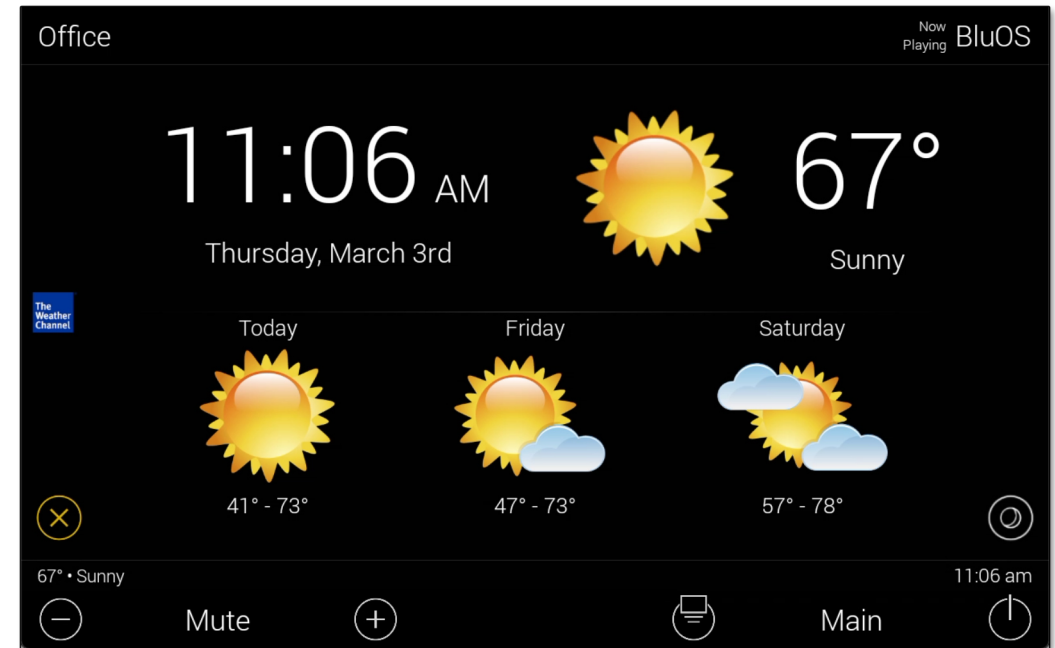 Office
Now
Playing
BluOS
11:06 AM
Thursday, March 3rd
67°
Sunny
The
Weather
Channel
Today
Friday
Saturday
41° - 73°
47° - 73°
57° - 78°
67° • Sunny
11:06 am
Mute
Main